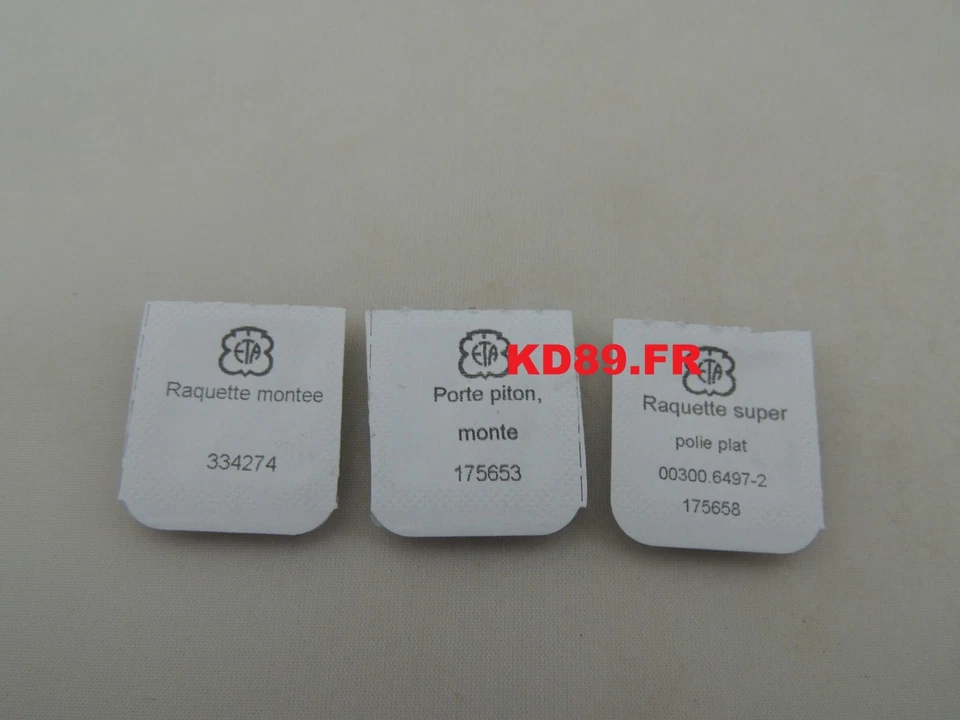 ETA
Raquette montee
334274
ETA
Porte piton,
monte
175653
KD89.FR
ETA
Raquette super
polie plat
00300.6497-2
175658